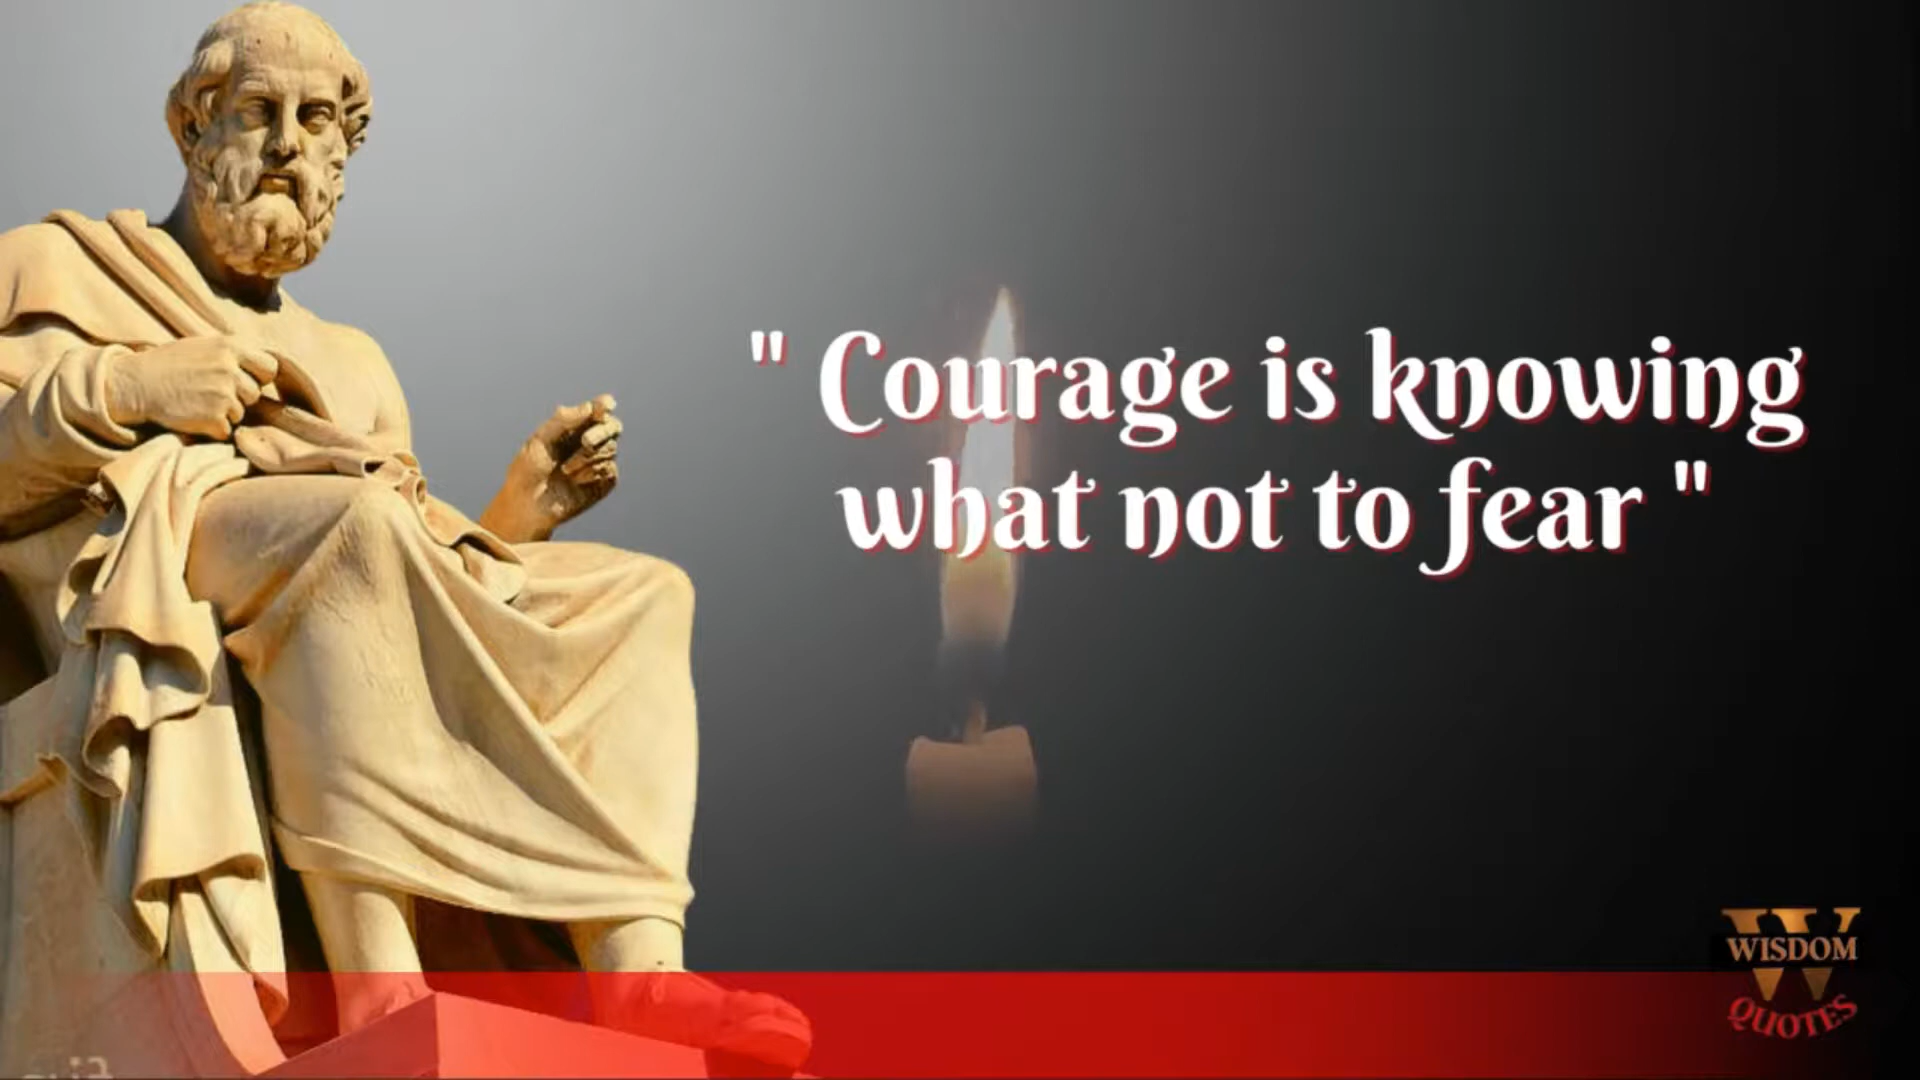 " Courage is knowing
what not to fear "
W
WISDOM
QUOTES